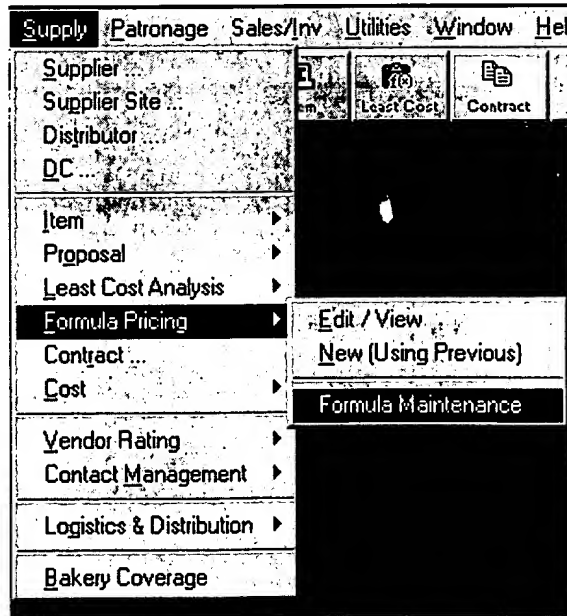 Supply Patronage Sales/Inv Utilities Window Hel
Supplier ...
Supplier Site ...
Distributor ...
DC ...
em Least Cost Contract
Item
Proposal
Least Cost Analysis
Formula Pricing
Contract ...
Cost
Vendor Rating
Contact Management
Logistics & Distribution
Bakery Coverage
Edit / View
New (Using Previous)
Formula Maintenance